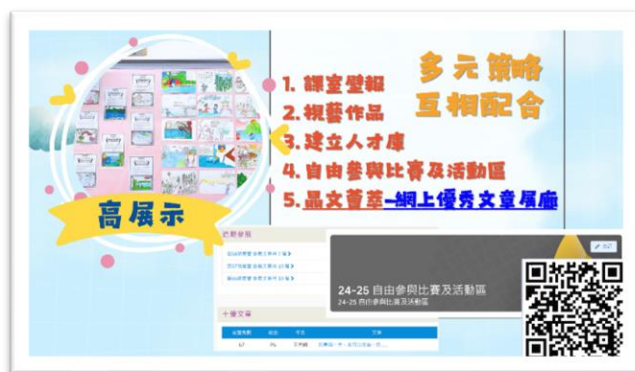 多元策略
互相配合
1. 課室壁報
2. 視藝作品
3. 建立人才庫
4. 自由參與比賽及活動區
5. 晶文薈萃–網上優秀文章展廊
高展示
24-25 自由參與比賽及活動區
24-25 自由參與比賽及活動區
十優文章